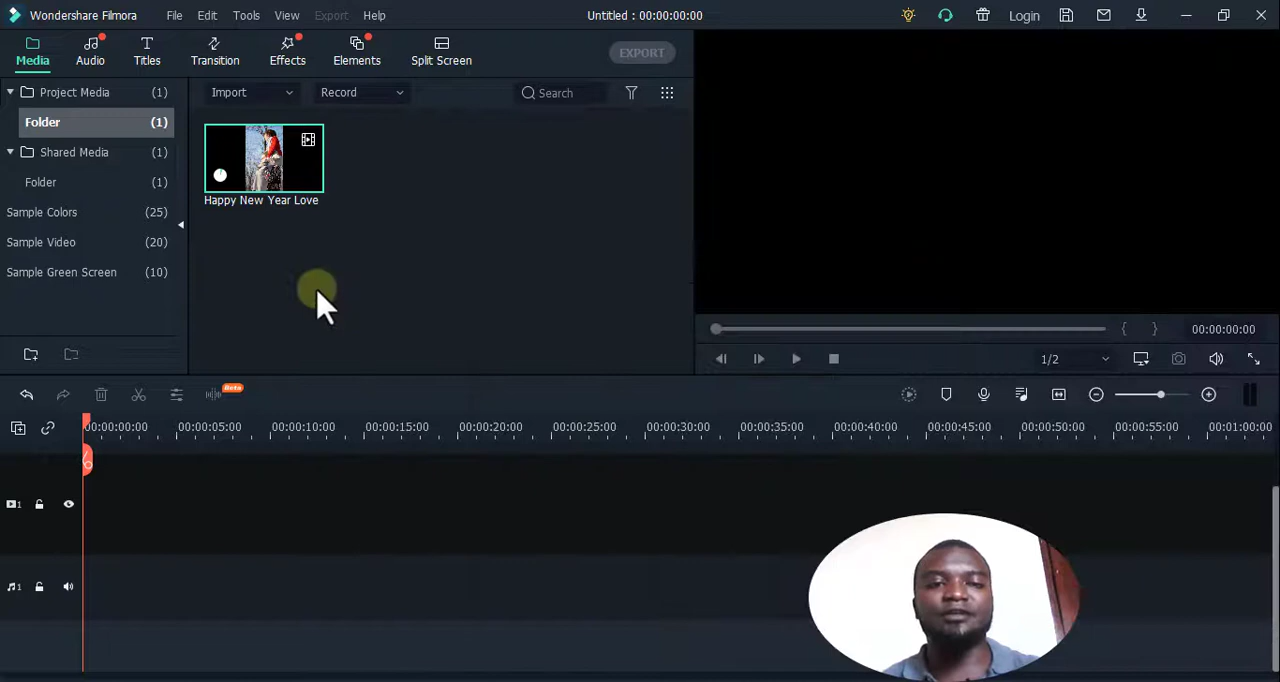 Wondershare Filmora File Edit Tools View Export Help Untitled : 00:00:00:00 Login
Media Audio Titles Transition Effects Elements Split Screen EXPORT
Project Media (1) Import Record Search
Folder (1)
Shared Media (1)
Folder (1)
Happy New Year Love
Sample Colors (25)
Sample Video (20)
Sample Green Screen (10)
{ } 00:00:00:00
1/2
Beta
00:00:00:00 00:00:05:00 00:00:10:00 00:00:15:00 00:00:20:00 00:00:25:00 00:00:30:00 00:00:35:00 00:00:40:00 00:00:45:00 00:00:50:00 00:00:55:00 00:01:00:00
1
1